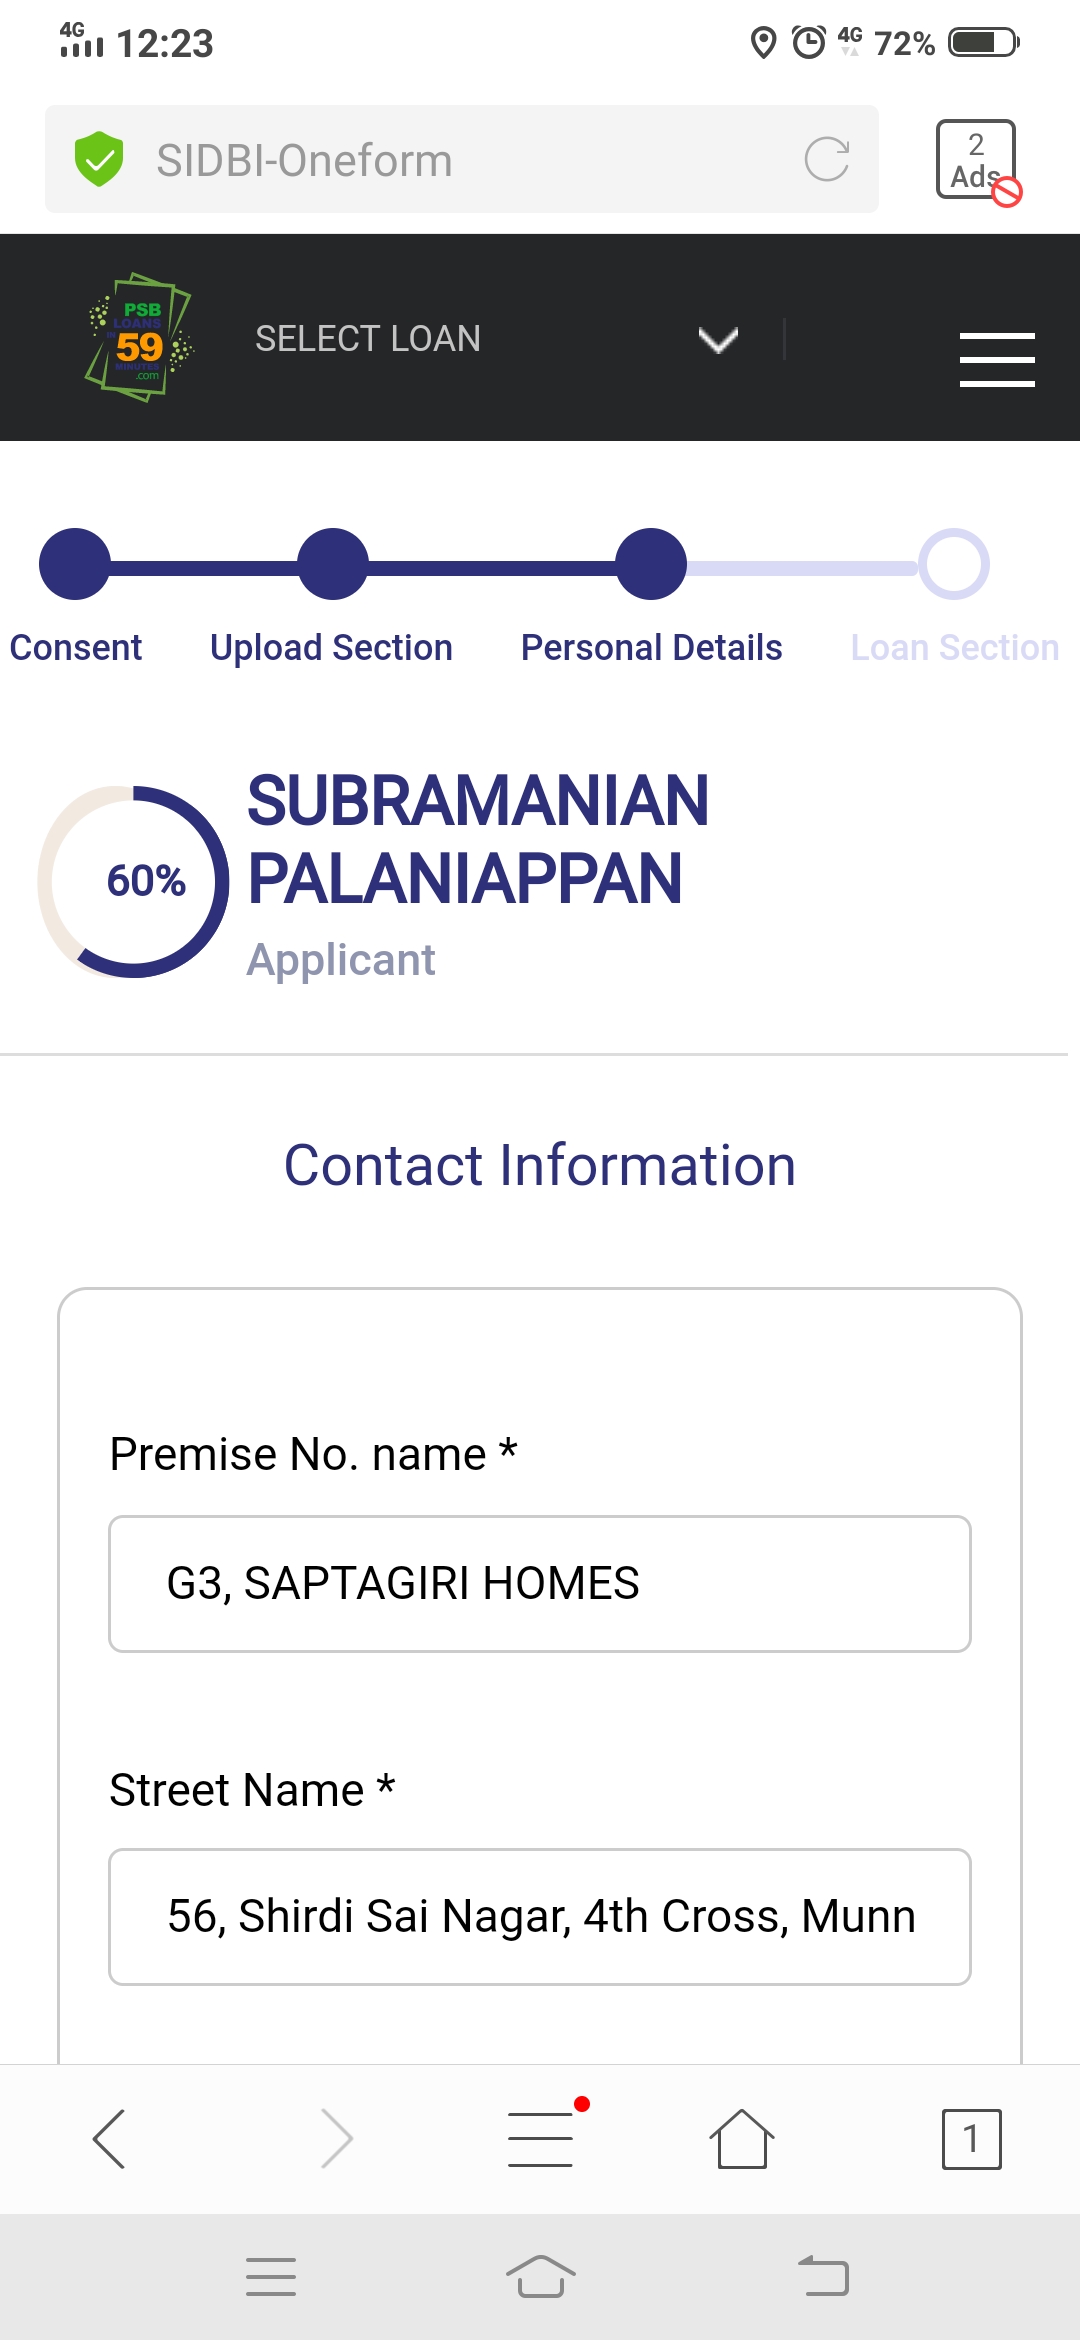 4G 12:23 4G 72%
SIDBI-Oneform
2
Ads
PSB
LOANS
IN
59
MINUTES
.com
SELECT LOAN
Consent Upload Section Personal Details Loan Section
60%
SUBRAMANIAN
PALANIAPPAN
Applicant
Contact Information
Premise No. name *
G3, SAPTAGIRI HOMES
Street Name *
56, Shirdi Sai Nagar, 4th Cross, Munn
1